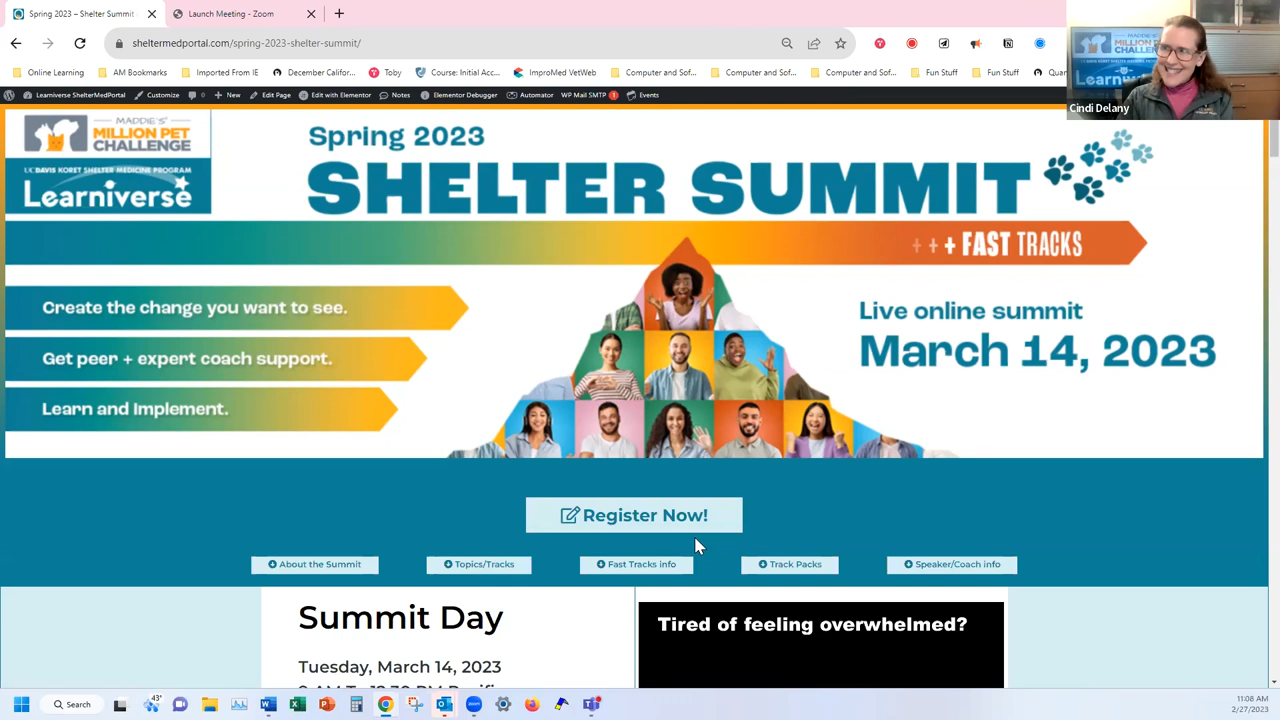 Spring 2023 – Shelter Summit
Launch Meeting - Zoom
sheltermedportal.com/spring-2023-shelter-summit/
Online Learning
AM Bookmarks
Imported From IE
December Califor...
Toby
Course: Initial Acc...
ImproMed VetWeb
Computer and Sof...
Computer and Sof...
Computer and Sof...
Fun Stuff
Fun Stuff
Learniverse ShelterMedPortal
Customize
0
New
Edit Page
Edit with Elementor
Notes
Elementor Debugger
Automator
WP Mail SMTP
1
Events
Cindi Delany
MADDIE'S
MILLION PET
CHALLENGE
UC DAVIS KORET SHELTER MEDICINE PROGRAM
Learniverse
Spring 2023
SHELTER SUMMIT
+ + + FAST TRACKS
Create the change you want to see.
Get peer + expert coach support.
Learn and Implement.
Live online summit
March 14, 2023
Register Now!
About the Summit
Topics/Tracks
Fast Tracks info
Track Packs
Speaker/Coach info
Summit Day
Tuesday, March 14, 2023
Tired of feeling overwhelmed?
43°
Search
11:08 AM
2/27/2023